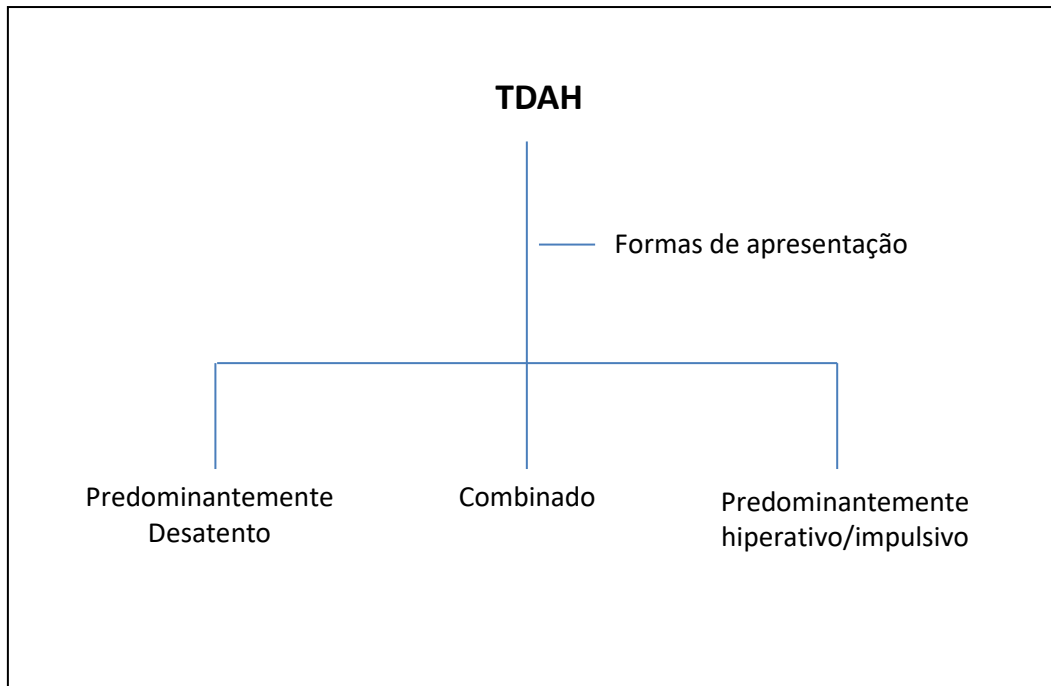 TDAH
Formas de apresentação
Predominantemente
Desatento
Combinado
Predominantemente
hiperativo/impulsivo